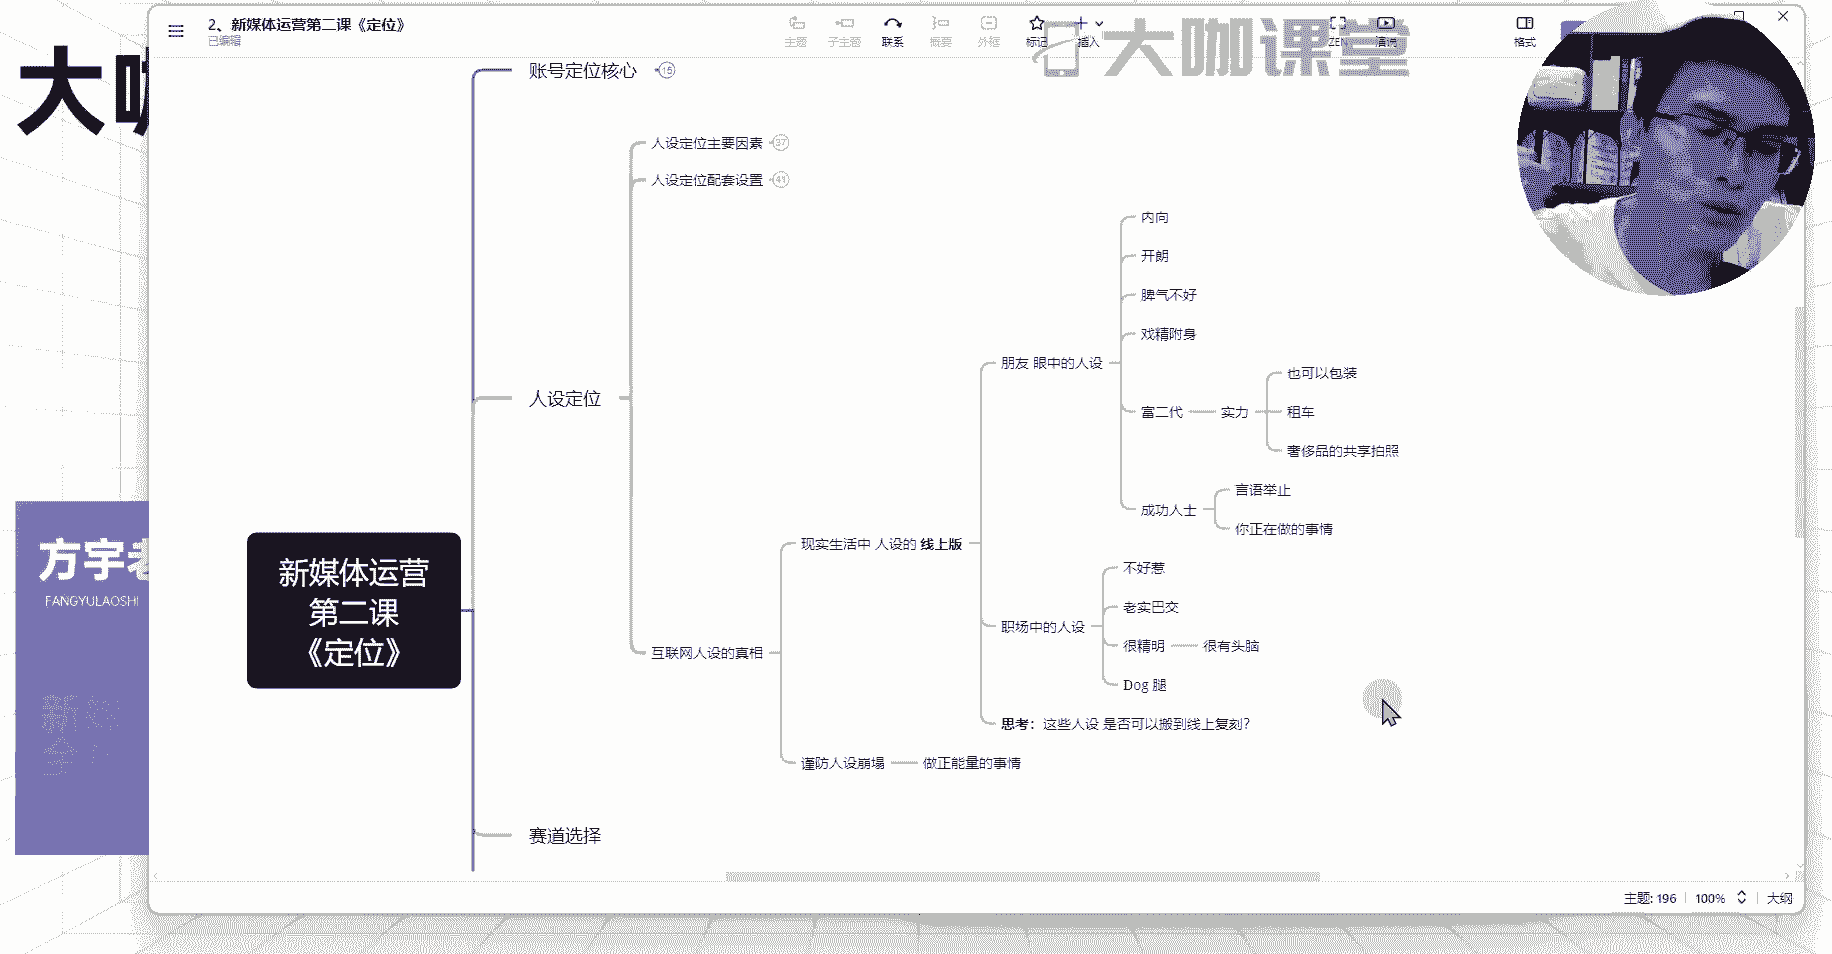 2、新媒体运营第二课《定位》
已编辑
主题
子主题
联系
概要
外框
标记
插入
ZEN
演说
格式
大咖课堂
大
方宇老
FANGYULAOSHI
账号定位核心
15
人设定位主要因素
37
人设定位配套设置
41
内向
开朗
脾气不好
戏精附身
朋友 眼中的人设
也可以包装
人设定位
富二代
实力
租车
奢侈品的共享拍照
言语举止
成功人士
你正在做的事情
现实生活中 人设的 线上版
不好惹
新媒体运营
第二课
《定位》
老实巴交
职场中的人设
很精明
很有头脑
互联网人设的真相
Dog 腿
思考：这些人设 是否可以搬到线上复刻？
谨防人设崩塌
做正能量的事情
赛道选择
主题: 196
100%
大纲